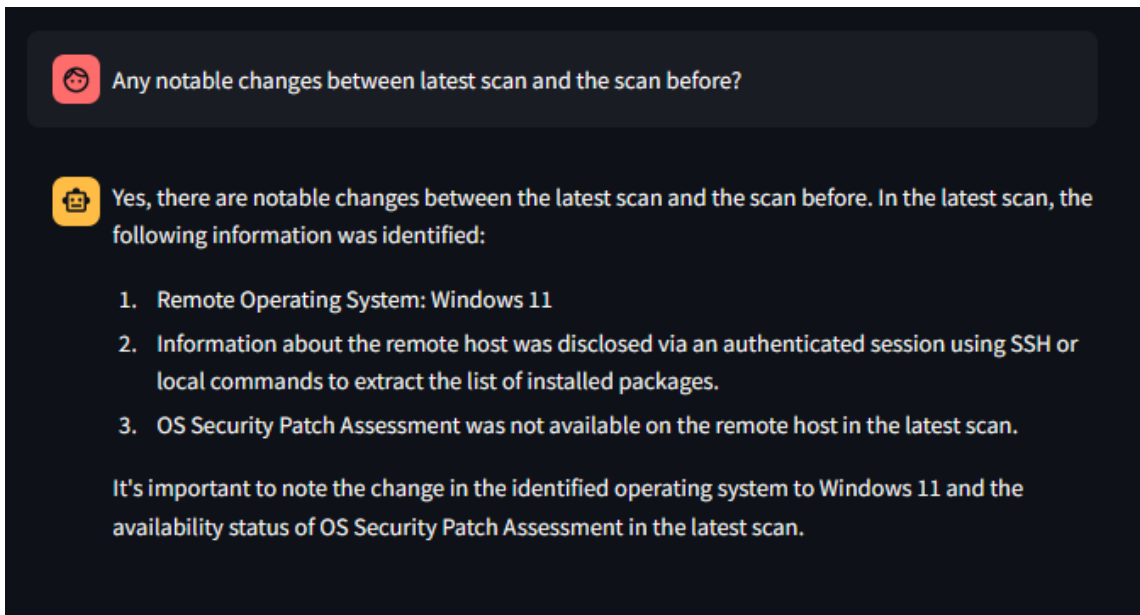 Any notable changes between latest scan and the scan before?
Yes, there are notable changes between the latest scan and the scan before. In the latest scan, the
following information was identified:
1. Remote Operating System: Windows 11
2. Information about the remote host was disclosed via an authenticated session using SSH or
local commands to extract the list of installed packages.
3. OS Security Patch Assessment was not available on the remote host in the latest scan.
It's important to note the change in the identified operating system to Windows 11 and the
availability status of OS Security Patch Assessment in the latest scan.